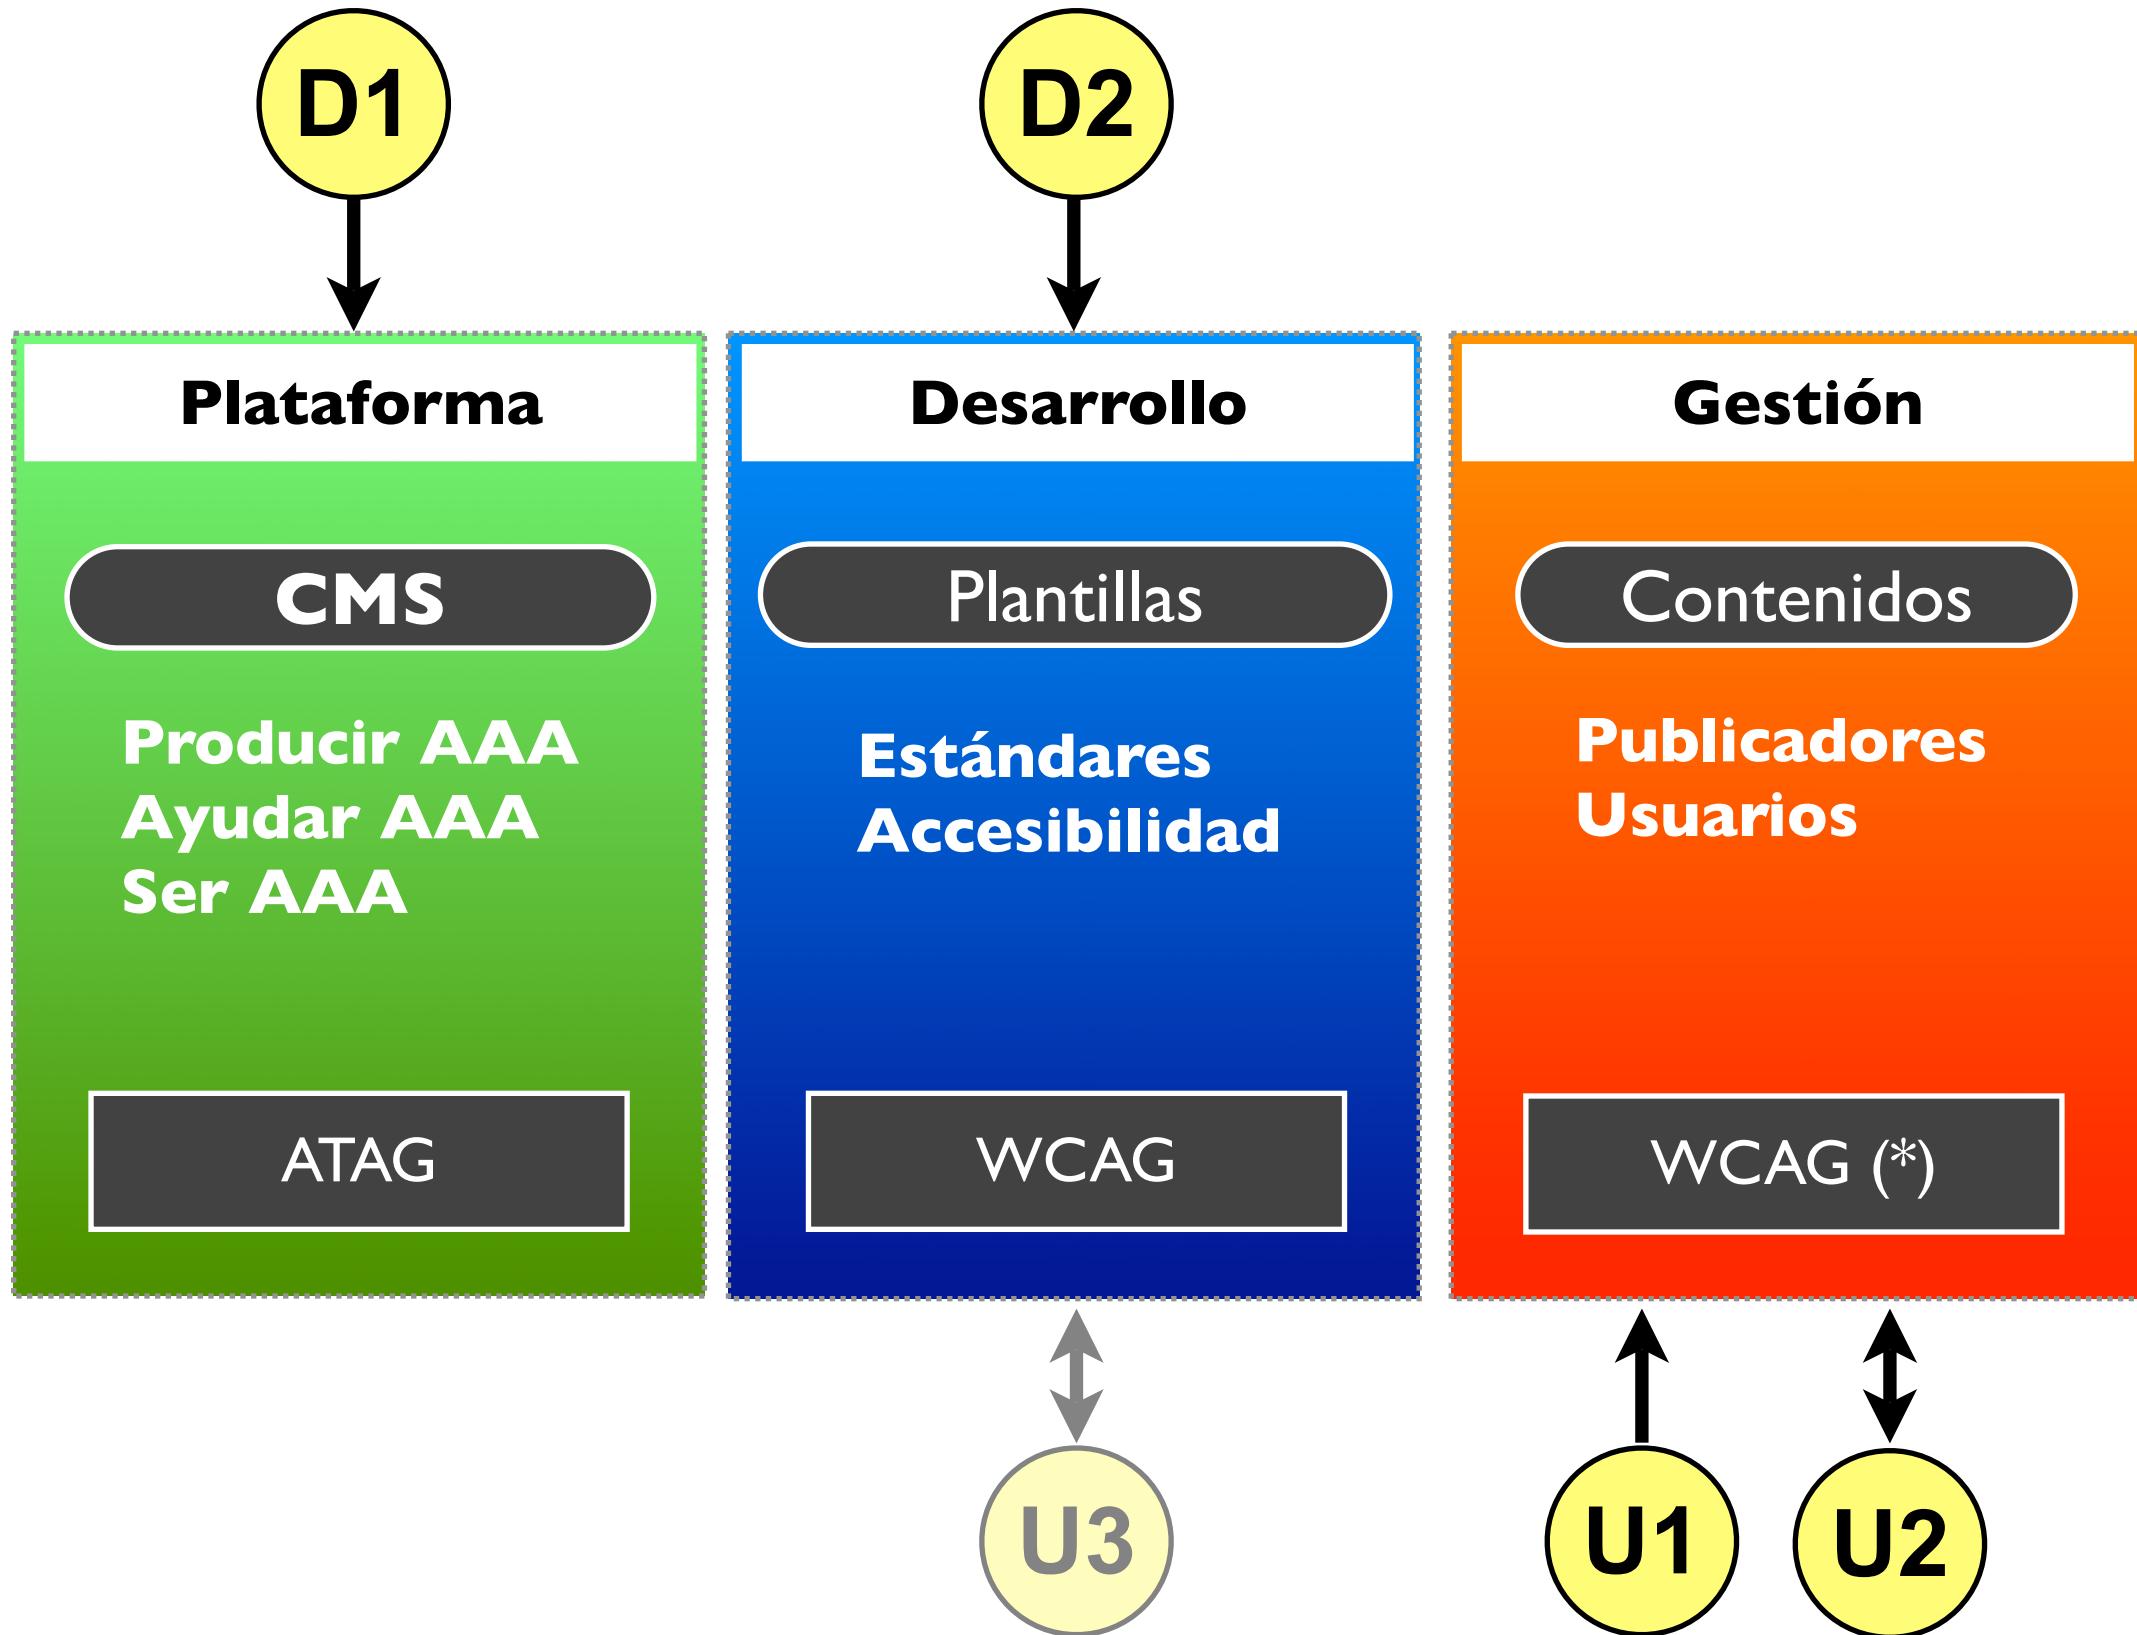 D1
D2
Plataforma
CMS
Producir AAA
Ayudar AAA
Ser AAA
ATAG
Desarrollo
Plantillas
Estándares
Accesibilidad
WCAG
Gestión
Contenidos
Publicadores
Usuarios
WCAG (*)
U3
U1
U2